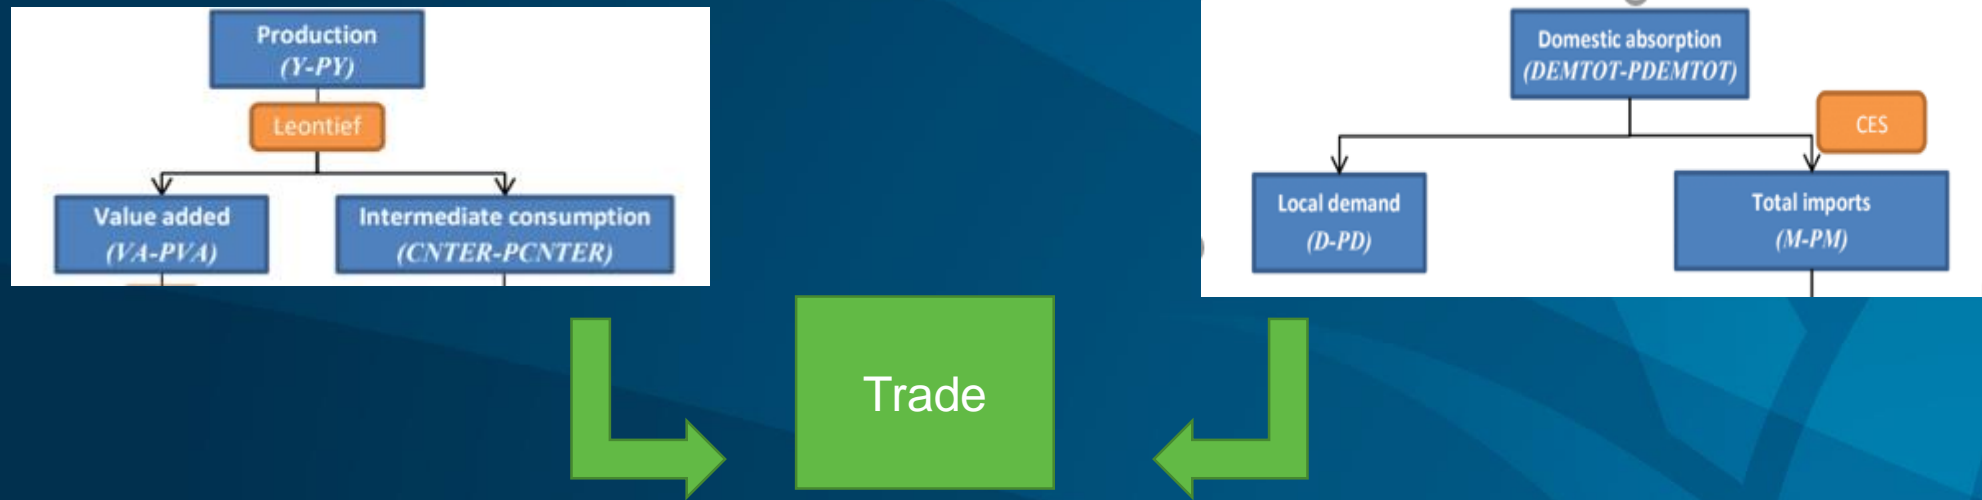 Production
(Y-PY)
Leontief
Value added
(VA-PVA)
Intermediate consumption
(CNTER-PCNTER)
Domestic absorption
(DEMTOT-PDEMTOT)
CES
Local demand
(D-PD)
Total imports
(M-PM)
Trade